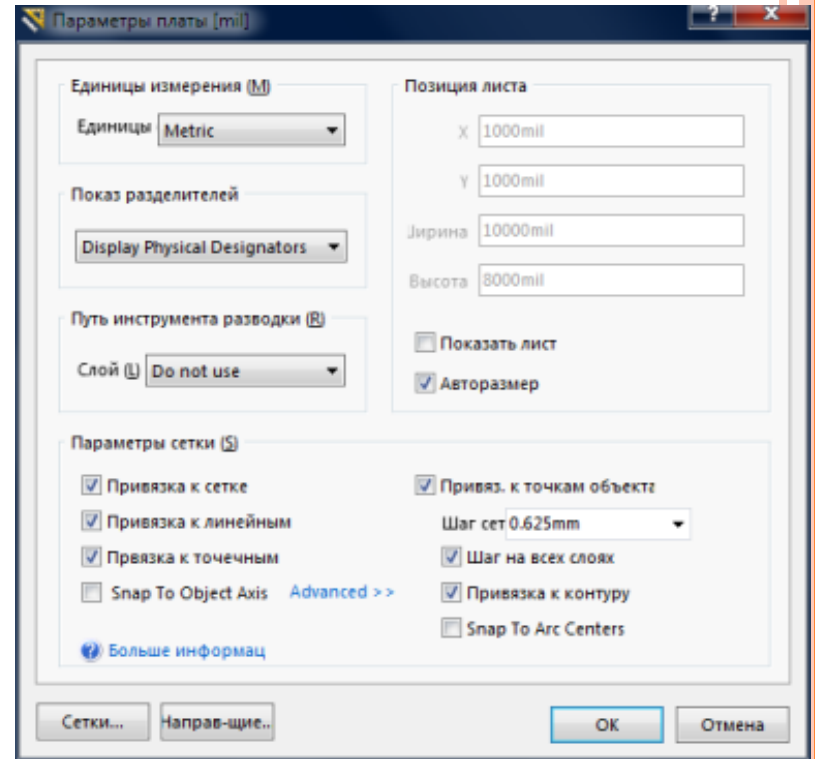 Параметры платы [mil]
Единицы измерения (M)
Единицы Metric
Показ разделителей
Display Physical Designators
Путь инструмента разводки (R)
Слой (L) Do not use
Позиция листа
X 1000mil
Y 1000mil
Ширина 10000mil
Высота 8000mil
Показать лист
Авторазмер
Параметры сетки (S)
Привязка к сетке
Привязка к линейным
Првязка к точечным
Snap To Object Axis Advanced >>
Больше информац
Привяз. к точкам объекта
Шаг сет 0.625mm
Шаг на всех слоях
Привязка к контуру
Snap To Arc Centers
Сетки... Направ-щие.. OK Отмена